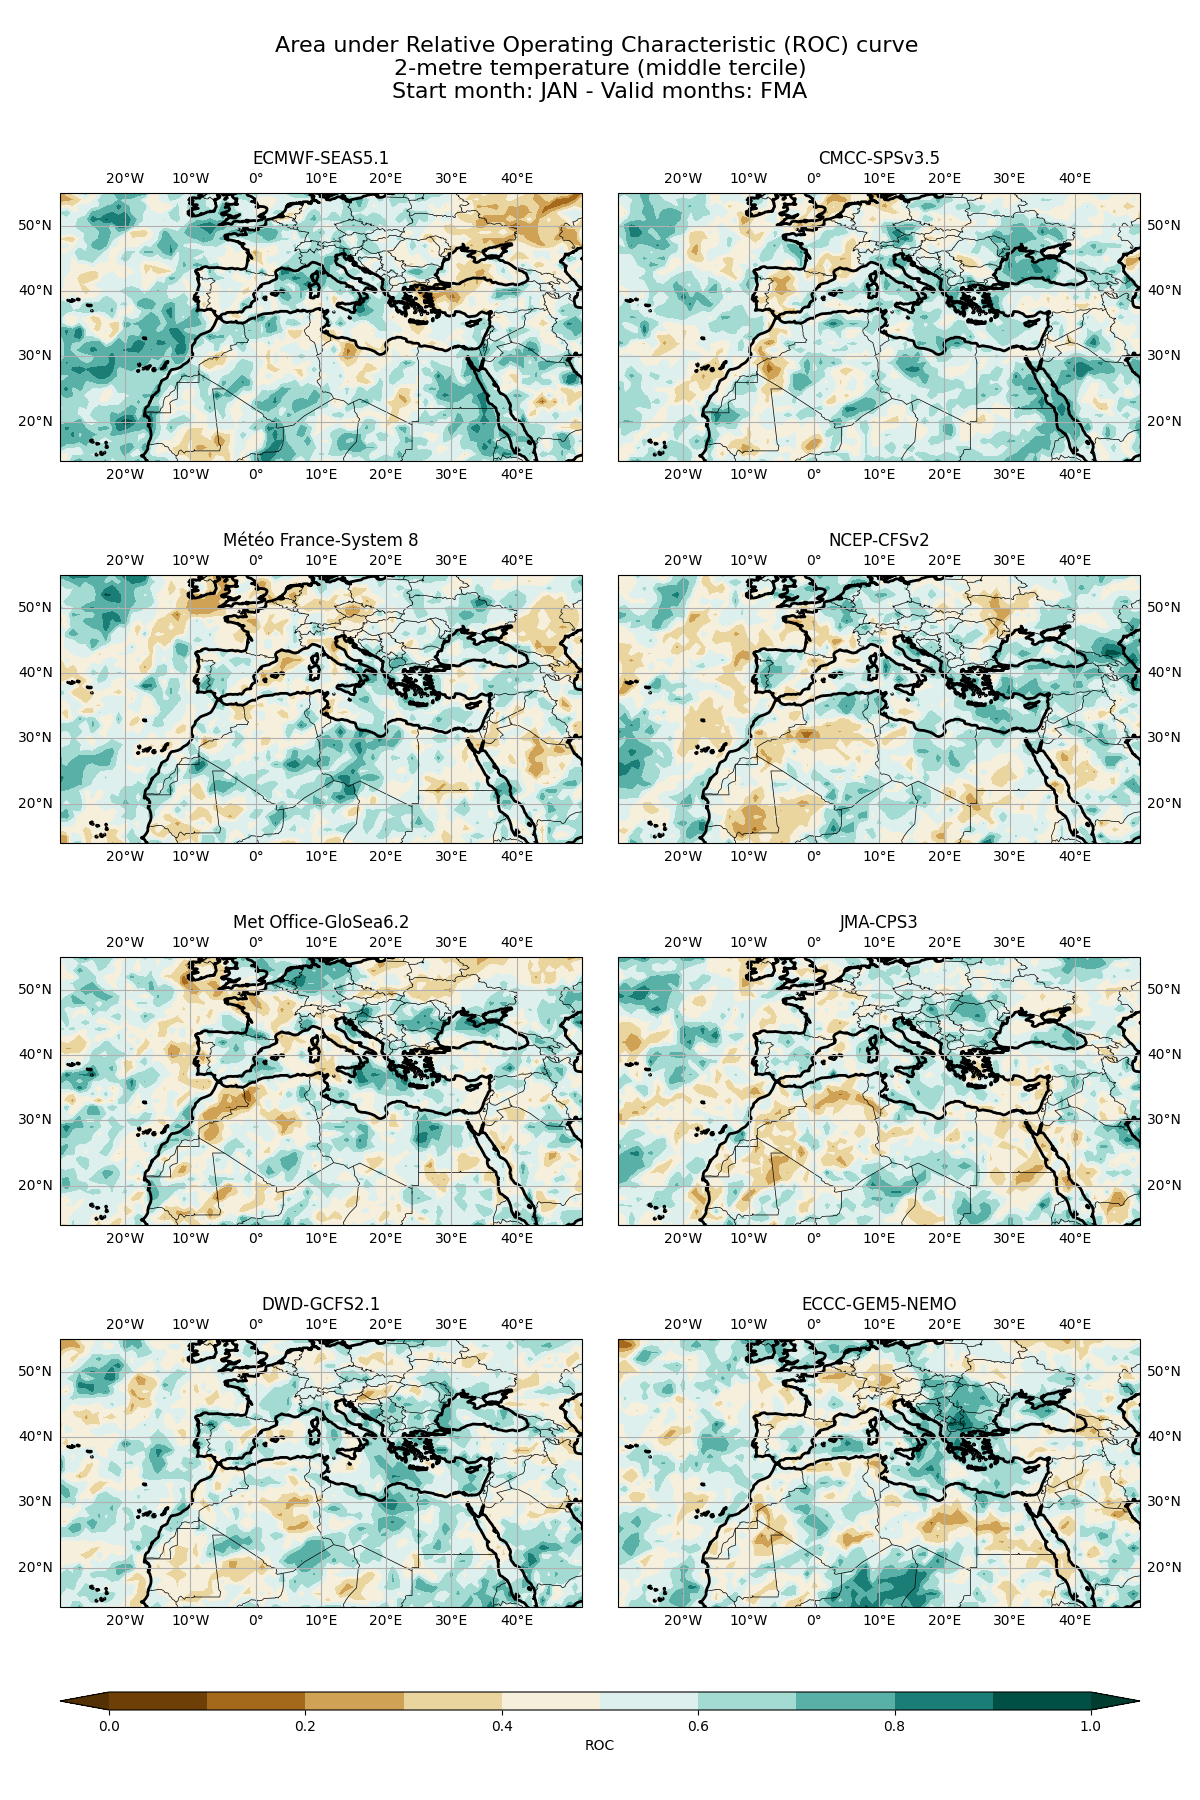 Area under Relative Operating Characteristic (ROC) curve
2-metre temperature (middle tercile)
Start month: JAN - Valid months: FMA
ECMWF-SEAS5.1 CMCC-SPSv3.5
20°W 10°W 0° 10°E 20°E 30°E 40°E 20°W 10°W 0° 10°E 20°E 30°E 40°E
50°N 50°N
40°N 40°N
30°N 30°N
20°N 20°N
20°W 10°W 0° 10°E 20°E 30°E 40°E 20°W 10°W 0° 10°E 20°E 30°E 40°E
Météo France-System 8 NCEP-CFSv2
20°W 10°W 0° 10°E 20°E 30°E 40°E 20°W 10°W 0° 10°E 20°E 30°E 40°E
50°N 50°N
40°N 40°N
30°N 30°N
20°N 20°N
20°W 10°W 0° 10°E 20°E 30°E 40°E 20°W 10°W 0° 10°E 20°E 30°E 40°E
Met Office-GloSea6.2 JMA-CPS3
20°W 10°W 0° 10°E 20°E 30°E 40°E 20°W 10°W 0° 10°E 20°E 30°E 40°E
50°N 50°N
40°N 40°N
30°N 30°N
20°N 20°N
20°W 10°W 0° 10°E 20°E 30°E 40°E 20°W 10°W 0° 10°E 20°E 30°E 40°E
DWD-GCFS2.1 ECCC-GEM5-NEMO
20°W 10°W 0° 10°E 20°E 30°E 40°E 20°W 10°W 0° 10°E 20°E 30°E 40°E
50°N 50°N
40°N 40°N
30°N 30°N
20°N 20°N
20°W 10°W 0° 10°E 20°E 30°E 40°E 20°W 10°W 0° 10°E 20°E 30°E 40°E
0.0 0.2 0.4 0.6 0.8 1.0
ROC